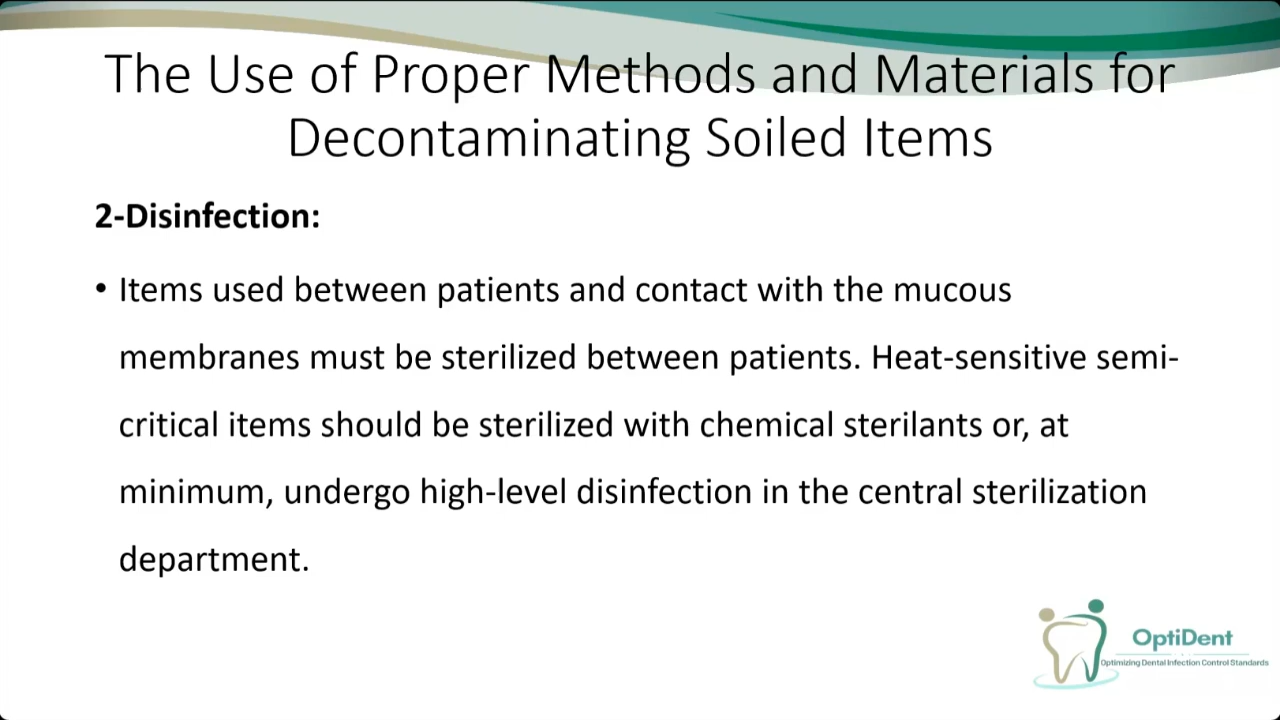 The Use of Proper Methods and Materials for
Decontaminating Soiled Items
2-Disinfection:
• Items used between patients and contact with the mucous
membranes must be sterilized between patients. Heat-sensitive semi-
critical items should be sterilized with chemical sterilants or, at
minimum, undergo high-level disinfection in the central sterilization
department.
OptiDent
Optimizing Dental Infection Control Standards